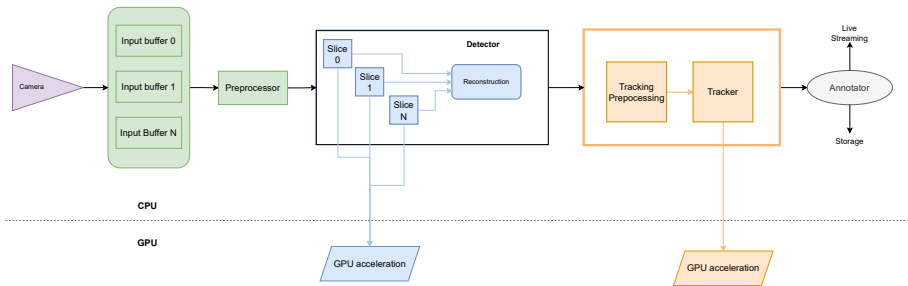 Camera
Input buffer 0
Input buffer 1
Input Buffer N
Preprocessor
Detector
Slice
0
Slice
1
Slice
N
Reconstruction
Tracking
Prepocessing
Tracker
Live
Streaming
Annotator
Storage
CPU
GPU
GPU acceleration
GPU acceleration